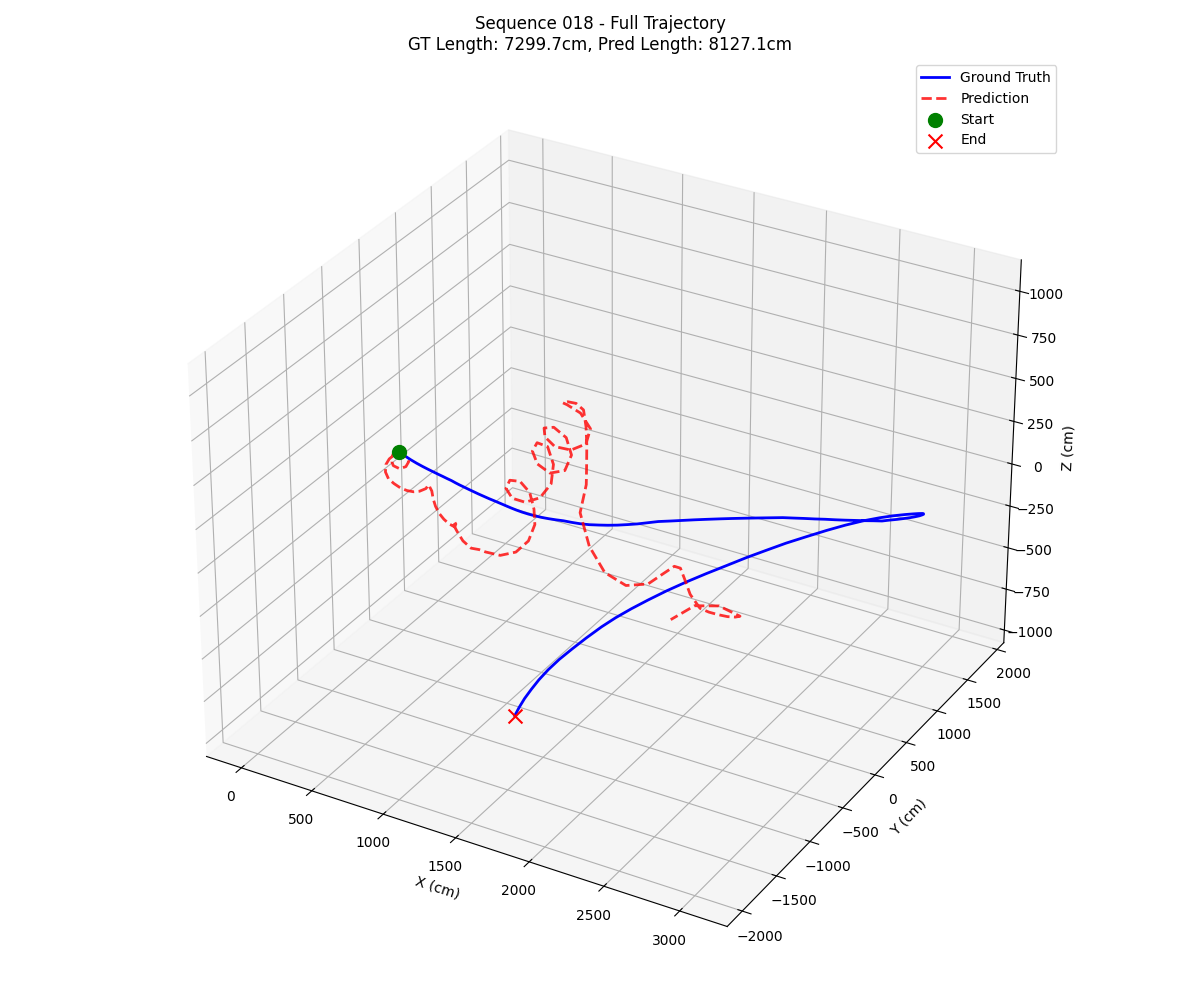 Sequence 018 - Full Trajectory
GT Length: 7299.7cm, Pred Length: 8127.1cm
Ground Truth
Prediction
Start
End
1000
750
500
250
0
−250
−500
−750
−1000
Z (cm)
2000
1500
1000
500
0
−500
−1000
−1500
−2000
Y (cm)
0
500
1000
1500
2000
2500
3000
X (cm)